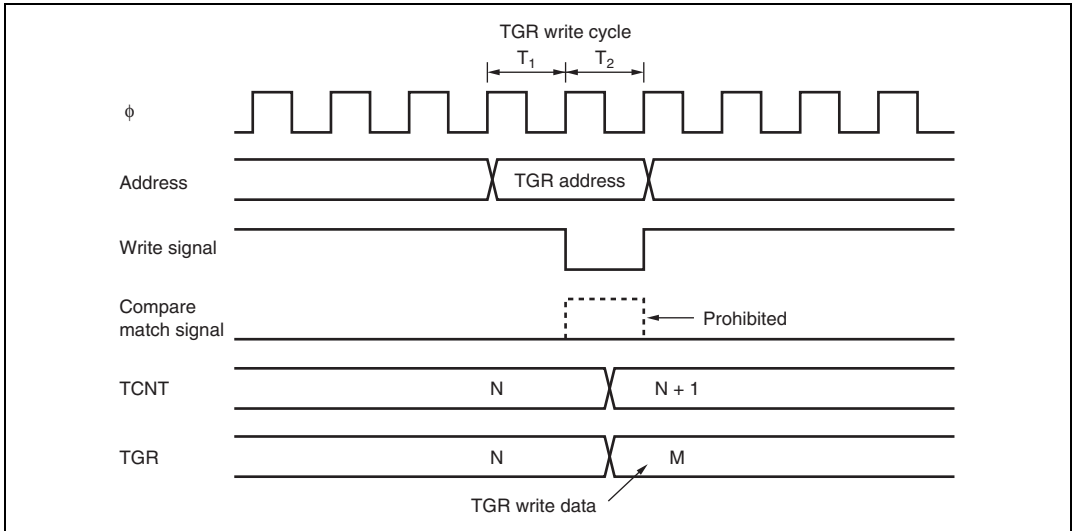 TGR write cycle
T₁ T₂
ϕ
Address TGR address
Write signal
Compare
match signal Prohibited
TCNT N N + 1
TGR N M
TGR write data